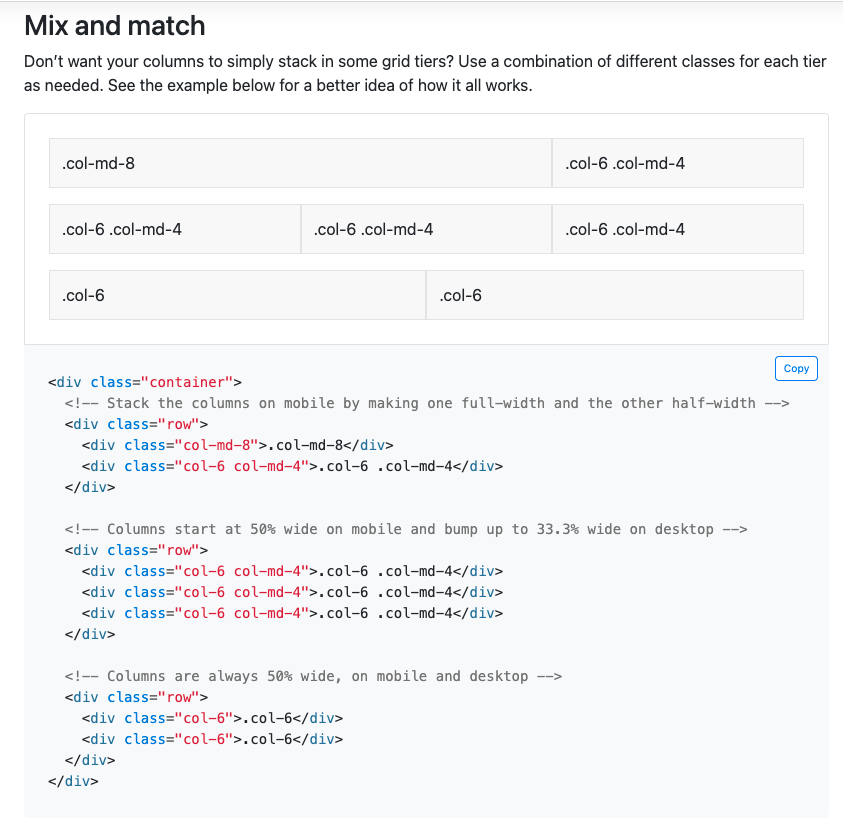 Mix and match
Don’t want your columns to simply stack in some grid tiers? Use a combination of different classes for each tier
as needed. See the example below for a better idea of how it all works.
.col-md-8 .col-6 .col-md-4
.col-6 .col-md-4 .col-6 .col-md-4 .col-6 .col-md-4
.col-6 .col-6
Copy
<div class="container">
  <!-- Stack the columns on mobile by making one full-width and the other half-width -->
  <div class="row">
    <div class="col-md-8">.col-md-8</div>
    <div class="col-6 col-md-4">.col-6 .col-md-4</div>
  </div>

  <!-- Columns start at 50% wide on mobile and bump up to 33.3% wide on desktop -->
  <div class="row">
    <div class="col-6 col-md-4">.col-6 .col-md-4</div>
    <div class="col-6 col-md-4">.col-6 .col-md-4</div>
    <div class="col-6 col-md-4">.col-6 .col-md-4</div>
  </div>

  <!-- Columns are always 50% wide, on mobile and desktop -->
  <div class="row">
    <div class="col-6">.col-6</div>
    <div class="col-6">.col-6</div>
  </div>
</div>